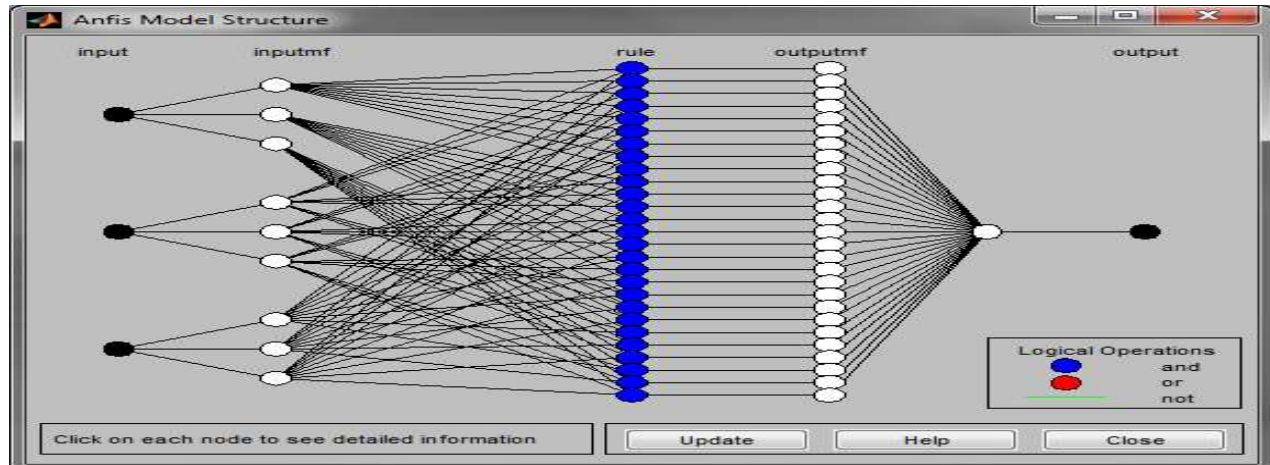 Anfis Model Structure
input inputmf rule outputmf output
Logical Operations
and
or
not
Click on each node to see detailed information
Update Help Close